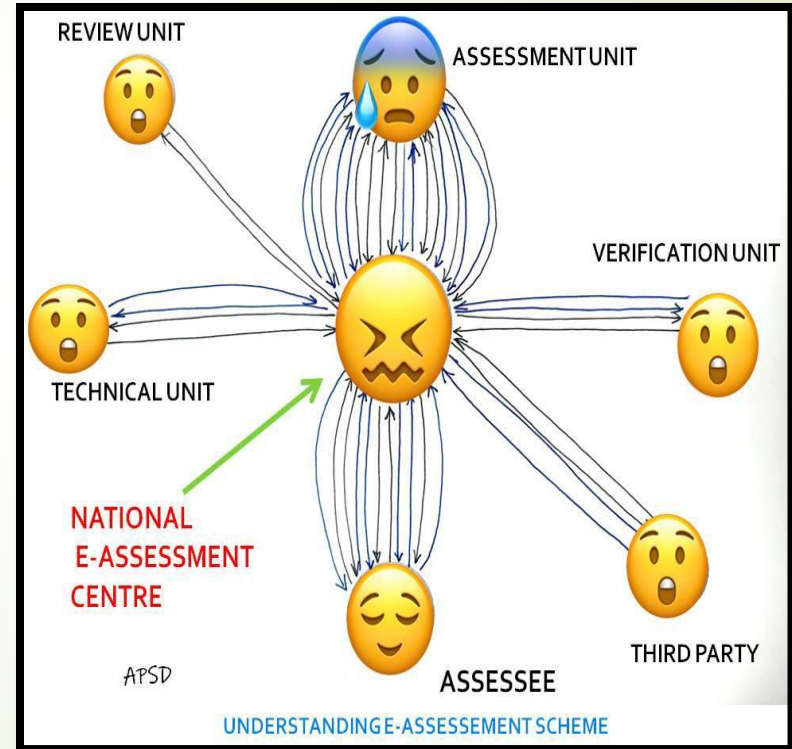 REVIEW UNIT
ASSESSMENT UNIT
VERIFICATION UNIT
TECHNICAL UNIT
NATIONAL
E-ASSESSMENT
CENTRE
THIRD PARTY
APSD
ASSESSEE
UNDERSTANDING E-ASSESSEMENT SCHEME